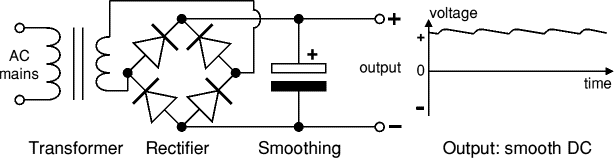 AC
mains
Transformer
Rectifier
+
Smoothing
+
output
−
voltage
+
0
-
time
Output: smooth DC